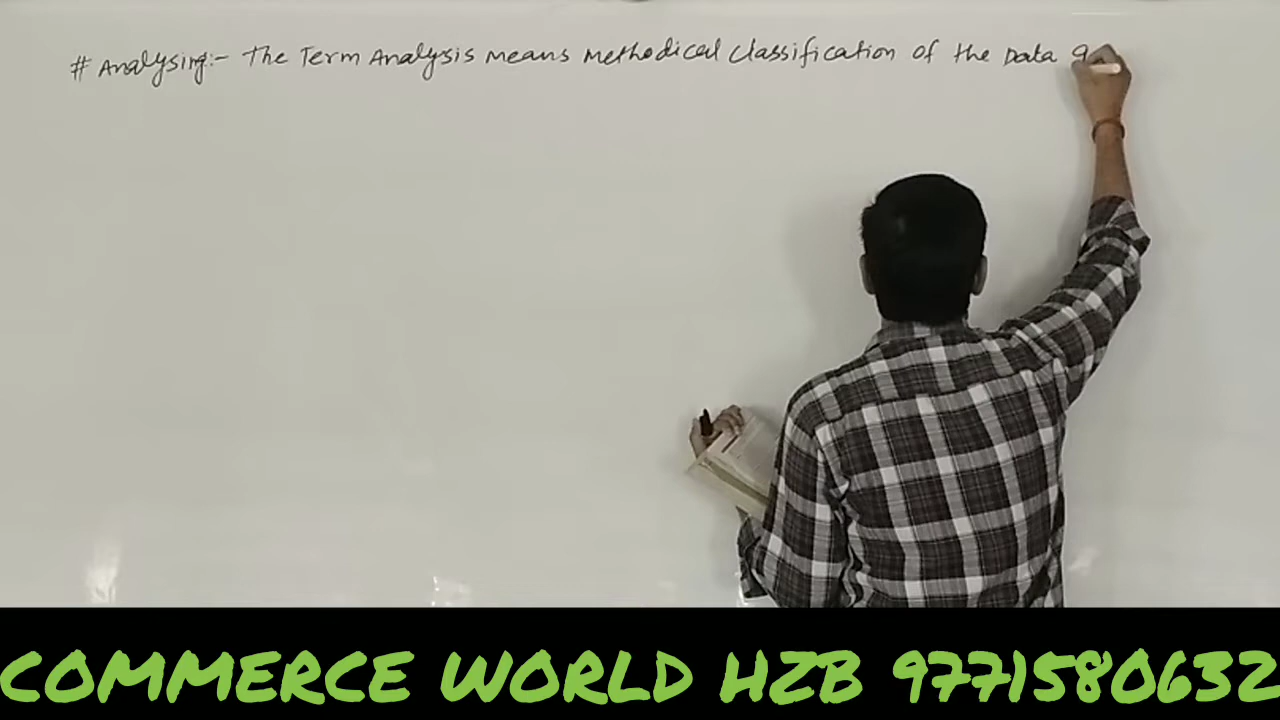 # Analysing:- The Term Analysis means Methodical Classification of the Data
COMMERCE WORLD HZB 9771580632